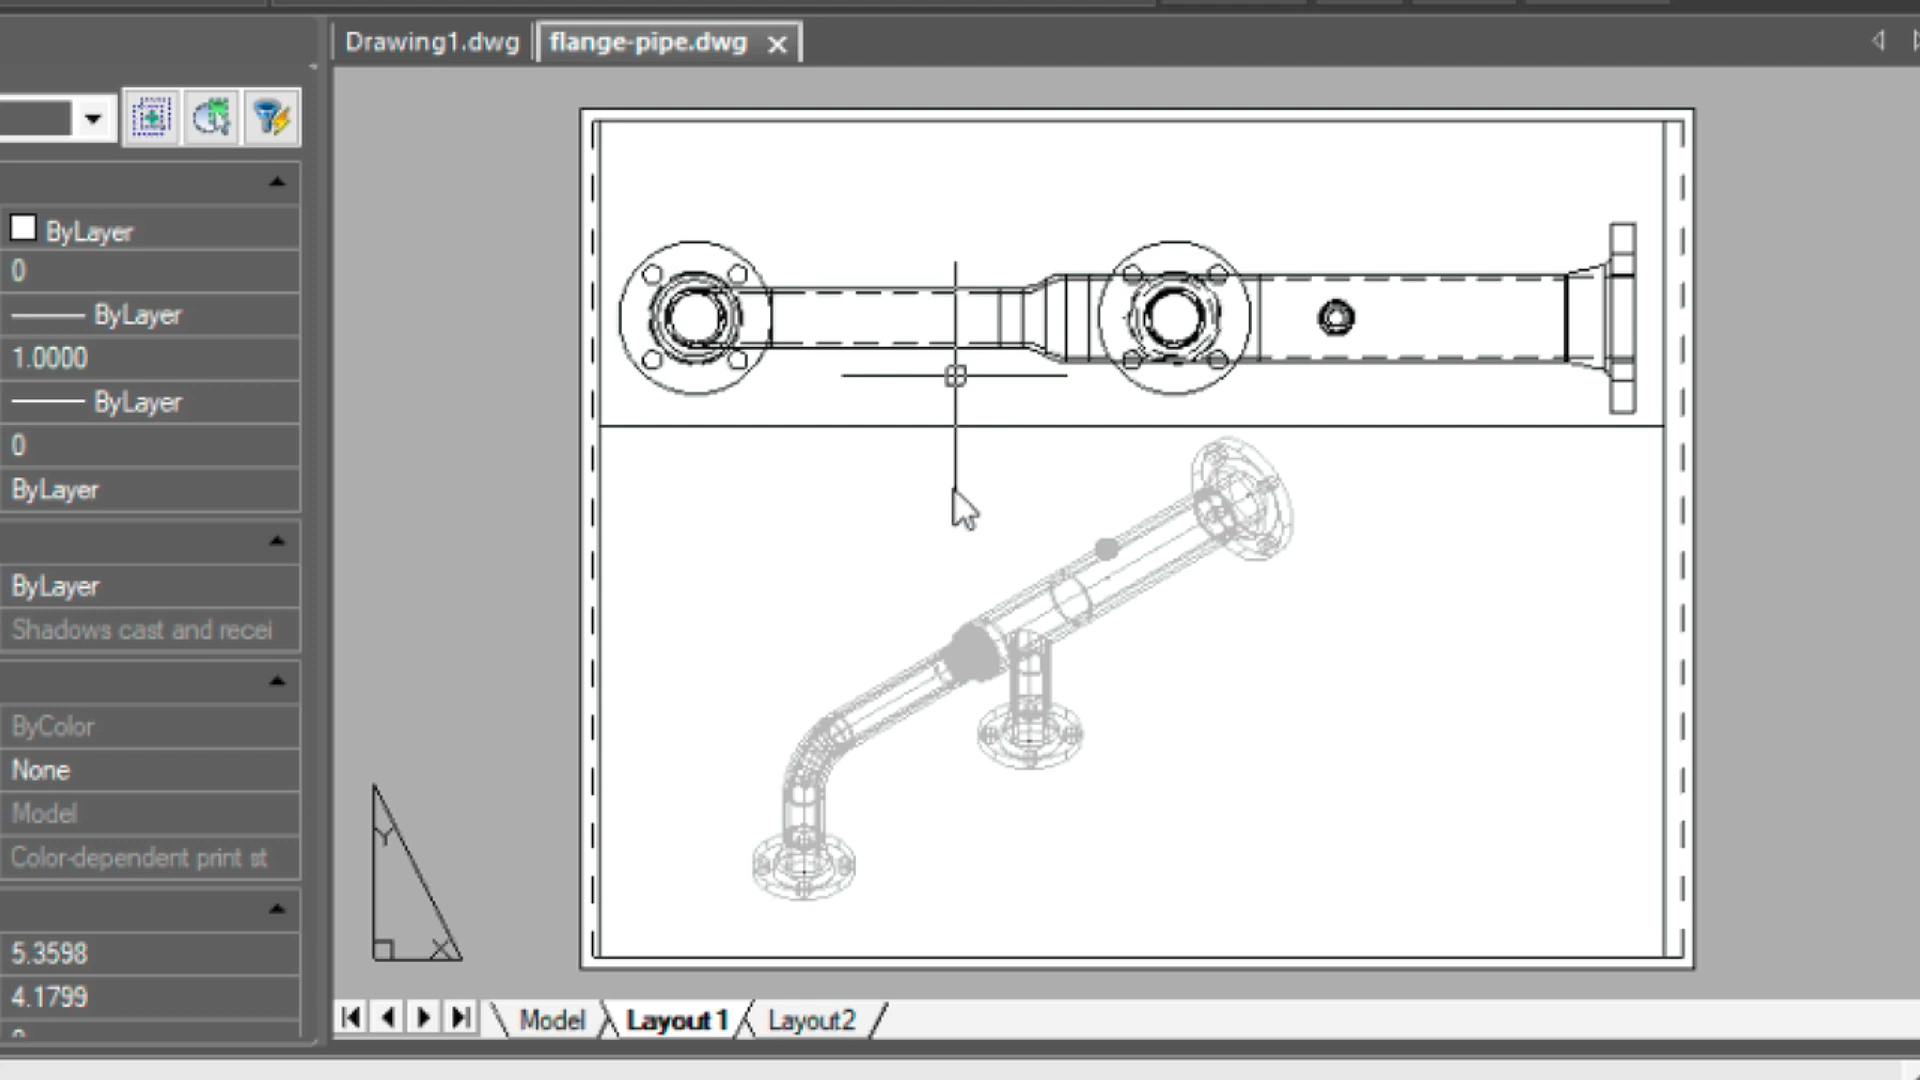 Drawing1.dwg
flange-pipe.dwg
ByLayer
0
ByLayer
1.0000
ByLayer
0
ByLayer
ByLayer
Shadows cast and recei
ByColor
None
Model
Color-dependent print st
5.3598
4.1799
Y
X
Model
Layout1
Layout2